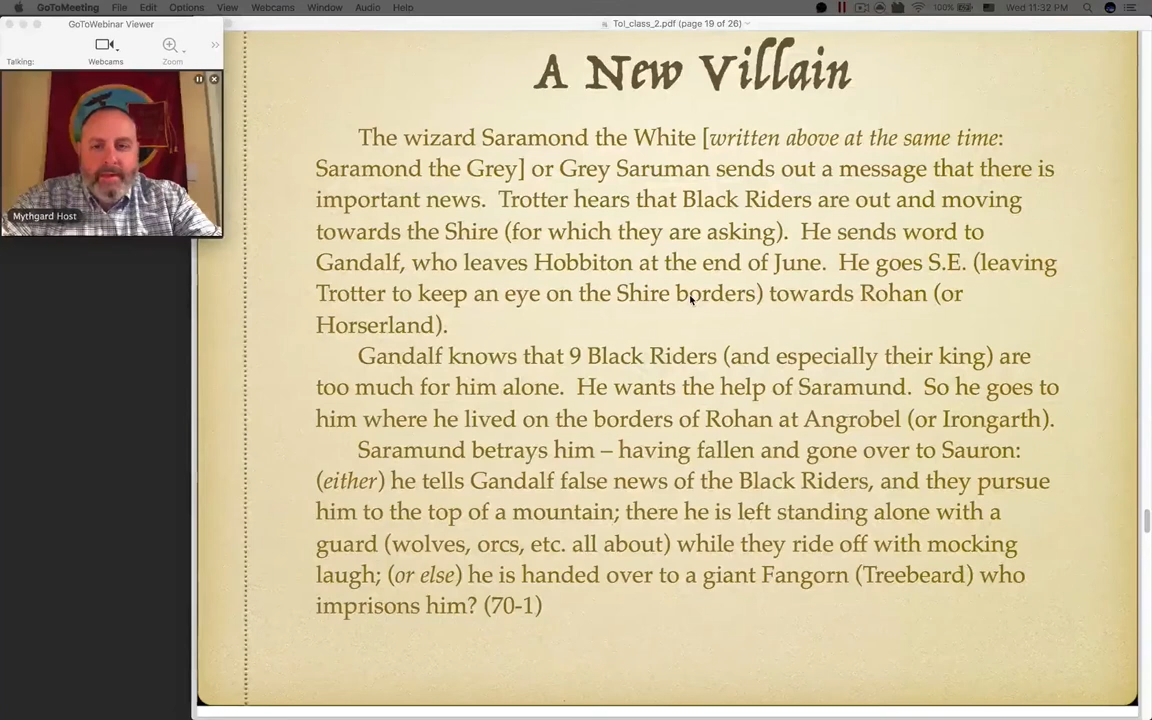 GoToMeeting File Edit Options View Webcams Window Audio Help 100% Wed 11:32 PM
GoToWebinar Viewer
ToI_class_2.pdf (page 19 of 26)
Talking: Webcams Zoom
Mythgard Host
A New Villain
The wizard Saramond the White [written above at the same time:
Saramond the Grey] or Grey Saruman sends out a message that there is
important news. Trotter hears that Black Riders are out and moving
towards the Shire (for which they are asking). He sends word to
Gandalf, who leaves Hobbiton at the end of June. He goes S.E. (leaving
Trotter to keep an eye on the Shire borders) towards Rohan (or
Horserland).
Gandalf knows that 9 Black Riders (and especially their king) are
too much for him alone. He wants the help of Saramund. So he goes to
him where he lived on the borders of Rohan at Angrobel (or Irongarth).
Saramund betrays him – having fallen and gone over to Sauron:
(either) he tells Gandalf false news of the Black Riders, and they pursue
him to the top of a mountain; there he is left standing alone with a
guard (wolves, orcs, etc. all about) while they ride off with mocking
laugh; (or else) he is handed over to a giant Fangorn (Treebeard) who
imprisons him? (70-1)